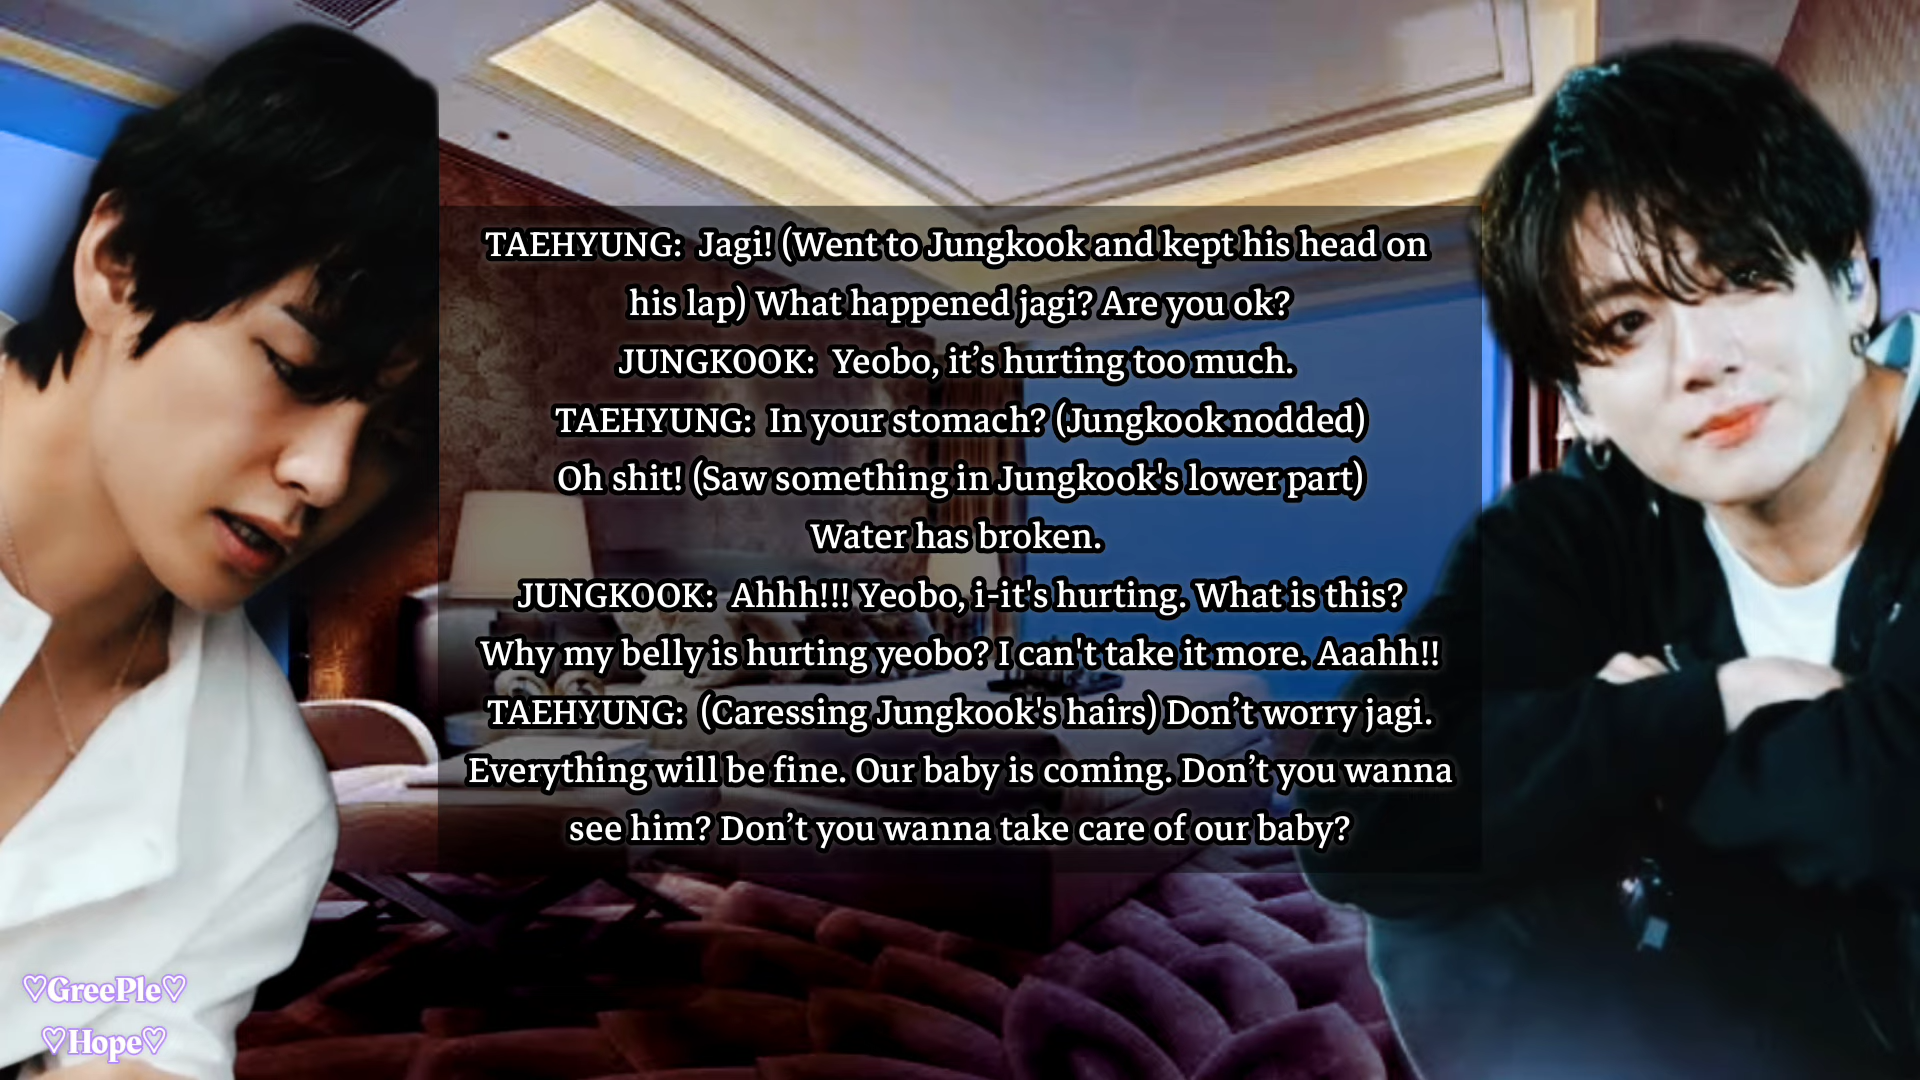 TAEHYUNG: Jagi! (Went to Jungkook and kept his head on
his lap) What happened jagi? Are you ok?
JUNGKOOK: Yeobo, it’s hurting too much.
TAEHYUNG: In your stomach? (Jungkook nodded)
Oh shit! (Saw something in Jungkook's lower part)
Water has broken.
JUNGKOOK: Ahhh!!! Yeobo, i-it's hurting. What is this?
Why my belly is hurting yeobo? I can't take it more. Aaahh!!
TAEHYUNG: (Caressing Jungkook's hairs) Don’t worry jagi.
Everything will be fine. Our baby is coming. Don’t you wanna
see him? Don’t you wanna take care of our baby?
♡GreePle♡
♡Hope♡